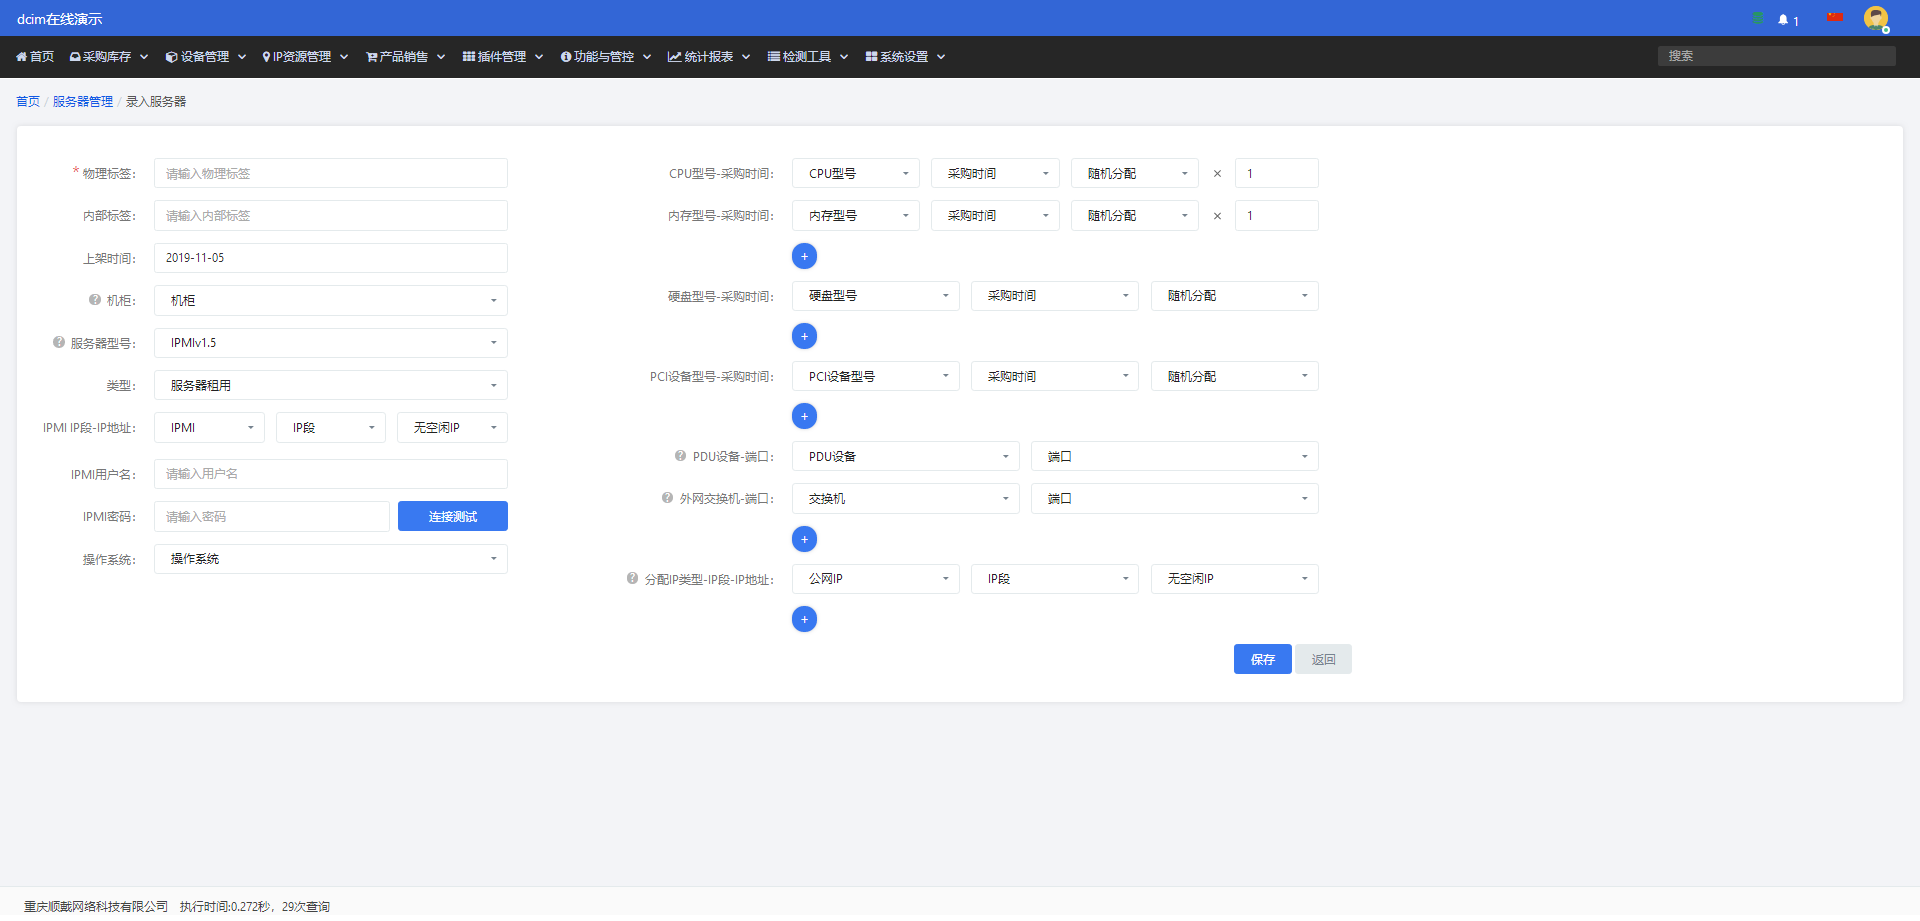 dcim在线演示
1
首页 采购库存 设备管理 IP资源管理 产品销售 插件管理 功能与管控 统计报表 检测工具 系统设置 搜索
首页 / 服务器管理 / 录入服务器
* 物理标签: 请输入物理标签
内部标签: 请输入内部标签
上架时间: 2019-11-05
机柜: 机柜
服务器型号: IPMIv1.5
类型: 服务器租用
IPMI IP段-IP地址: IPMI IP段 无空闲IP
IPMI用户名: 请输入用户名
IPMI密码: 请输入密码 连接测试
操作系统: 操作系统
CPU型号-采购时间: CPU型号 采购时间 随机分配 × 1
内存型号-采购时间: 内存型号 采购时间 随机分配 × 1
+
硬盘型号-采购时间: 硬盘型号 采购时间 随机分配
+
PCI设备型号-采购时间: PCI设备型号 采购时间 随机分配
+
PDU设备-端口: PDU设备 端口
外网交换机-端口: 交换机 端口
+
分配IP类型-IP段-IP地址: 公网IP IP段 无空闲IP
+
保存 返回
重庆顺戴网络科技有限公司 执行时间:0.272秒，29次查询